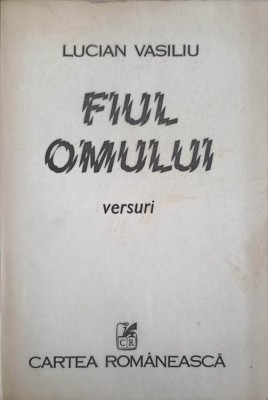 LUCIAN VASILIU
FIUL
OMULUI
versuri
CR
CARTEA ROMÂNEASCĂ